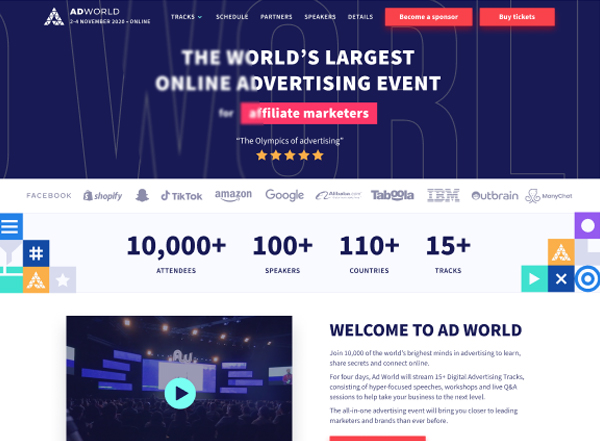 ADWORLD
2-4 NOVEMBER 2020 • ONLINE
TRACKS SCHEDULE PARTNERS SPEAKERS DETAILS Become a sponsor Buy tickets
THE WORLD'S LARGEST
ONLINE ADVERTISING EVENT
for affiliate marketers
"The Olympics of advertising"
FACEBOOK shopify TikTok amazon Google Alibaba.com Taboola IBM Outbrain ManyChat
10,000+ 100+ 110+ 15+
ATTENDEES SPEAKERS COUNTRIES TRACKS
WELCOME TO AD WORLD
Join 10,000 of the world's brighest minds in advertising to learn,
share secrets and connect online.
For four days, Ad World will stream 15+ Digital Advertising Tracks,
consisting of hyper-focused speeches, workshops and live Q&A
sessions to help take your business to the next level.
The all-in-one advertising event will bring you closer to leading
marketers and brands than ever before.